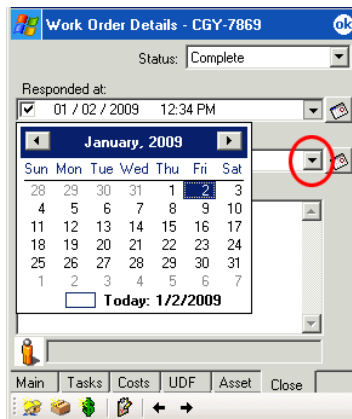 Work Order Details - CGY-7869 ok
Status: Complete
Responded at:
01 / 02 / 2009 12:34 PM
January, 2009
Sun Mon Tue Wed Thu Fri Sat
28 29 30 31 1 2 3
4 5 6 7 8 9 10
11 12 13 14 15 16 17
18 19 20 21 22 23 24
25 26 27 28 29 30 31
1 2 3 4 5 6 7
Today: 1/2/2009
Main Tasks Costs UDF Asset Close